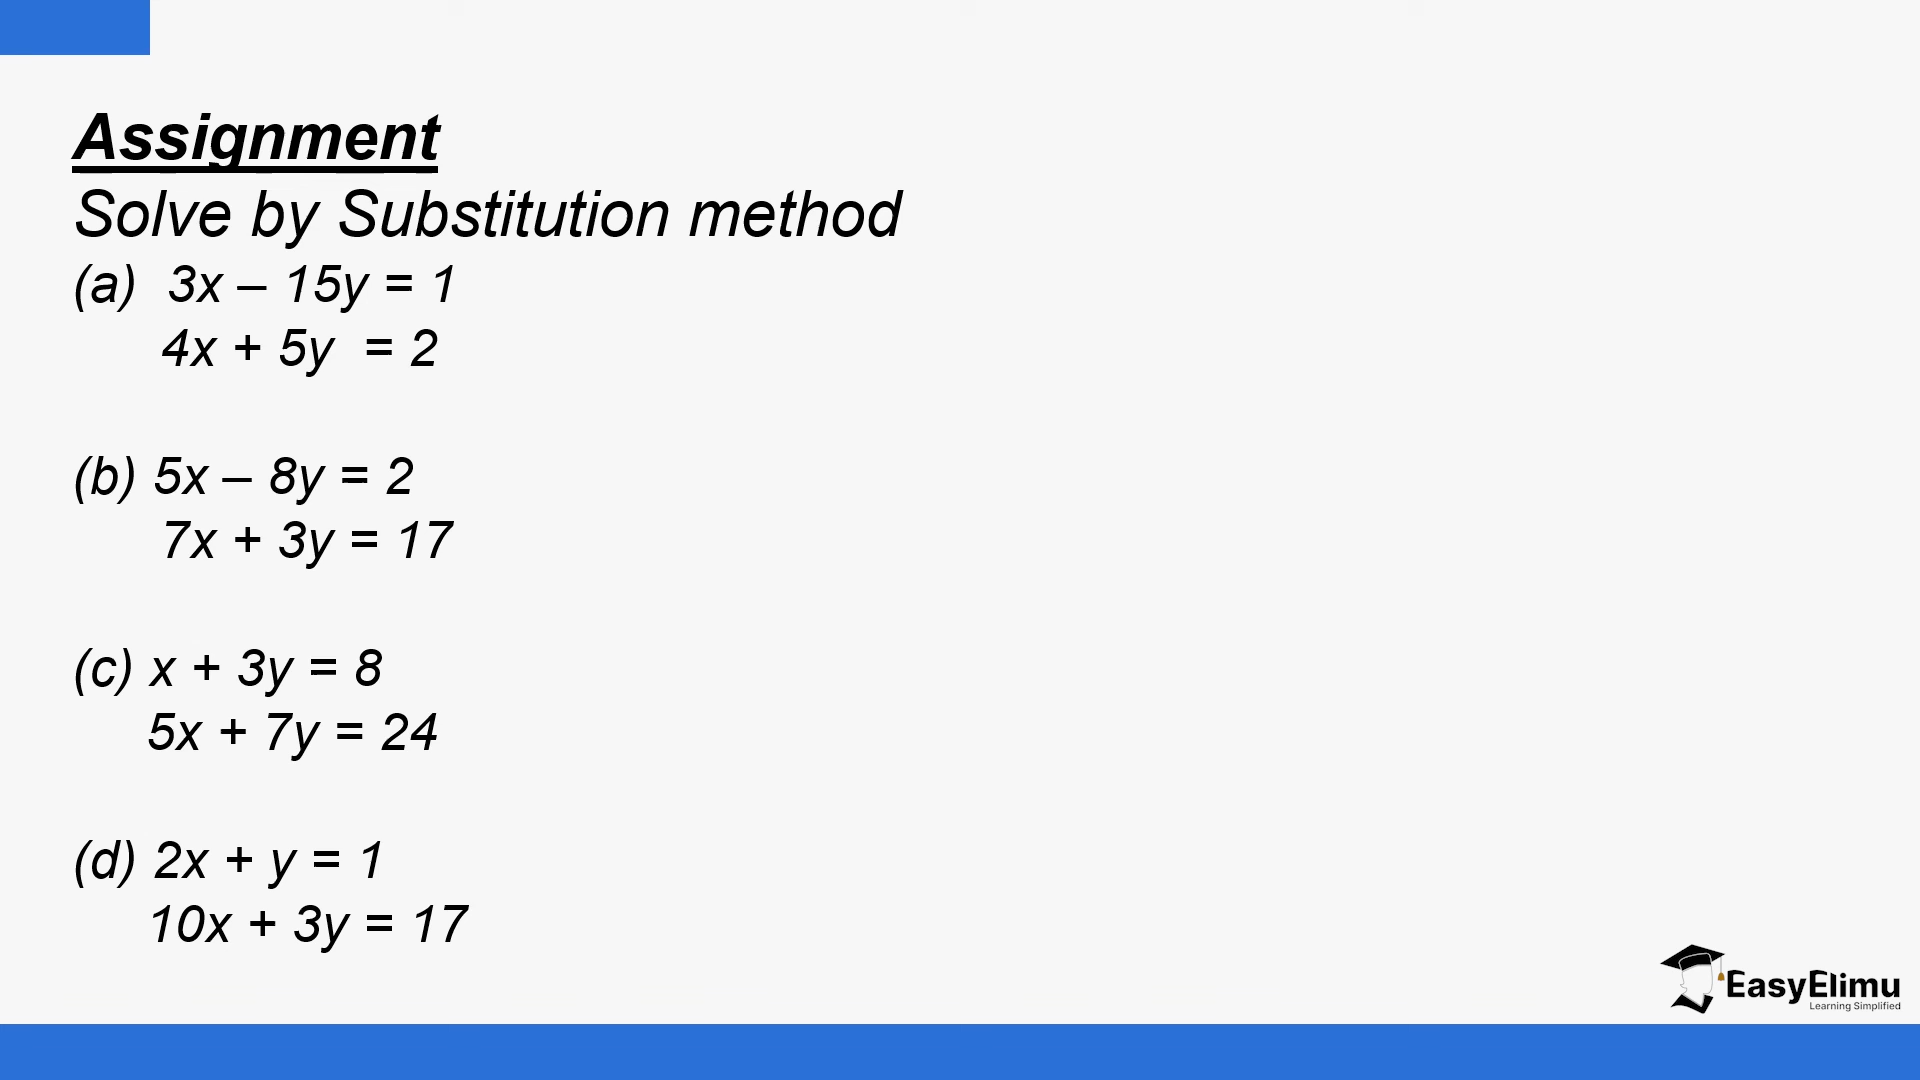 Assignment
Solve by Substitution method
(a) 3x – 15y = 1
4x + 5y = 2
(b) 5x – 8y = 2
7x + 3y = 17
(c) x + 3y = 8
5x + 7y = 24
(d) 2x + y = 1
10x + 3y = 17
EasyElimu
Learning Simplified